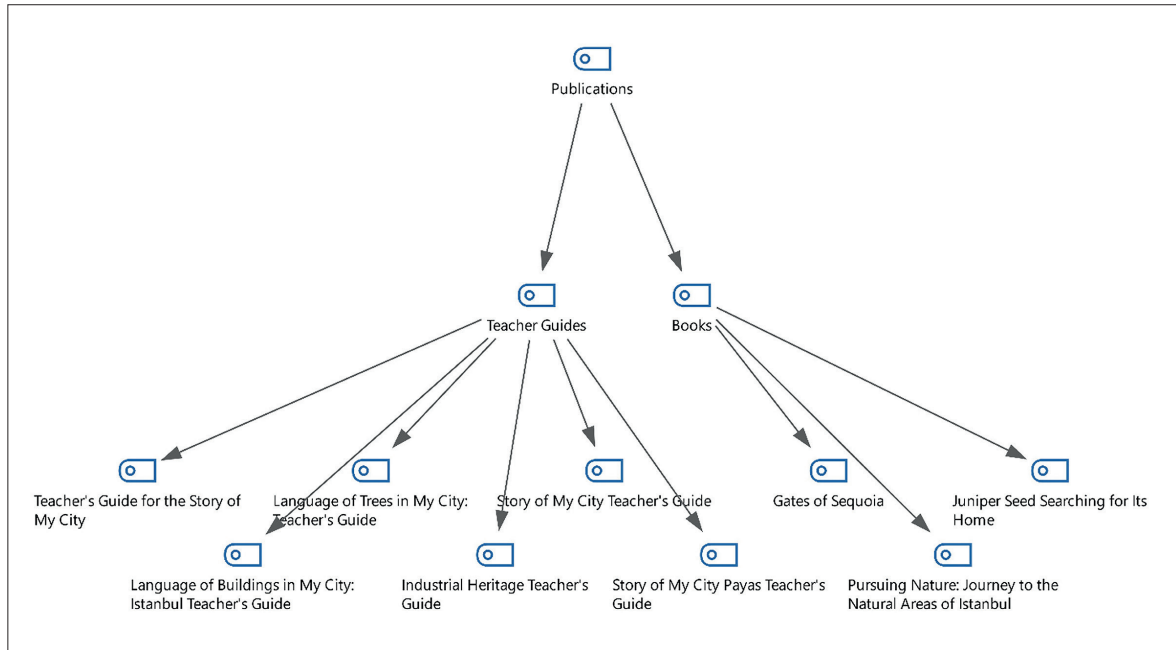 Publications
Teacher Guides
Books
Teacher's Guide for the Story of
My City
Language of Trees in My City:
Teacher's Guide
Story of My City Teacher's Guide
Gates of Sequoia
Juniper Seed Searching for Its
Home
Language of Buildings in My City:
Istanbul Teacher's Guide
Industrial Heritage Teacher's
Guide
Story of My City Payas Teacher's
Guide
Pursuing Nature: Journey to the
Natural Areas of Istanbul